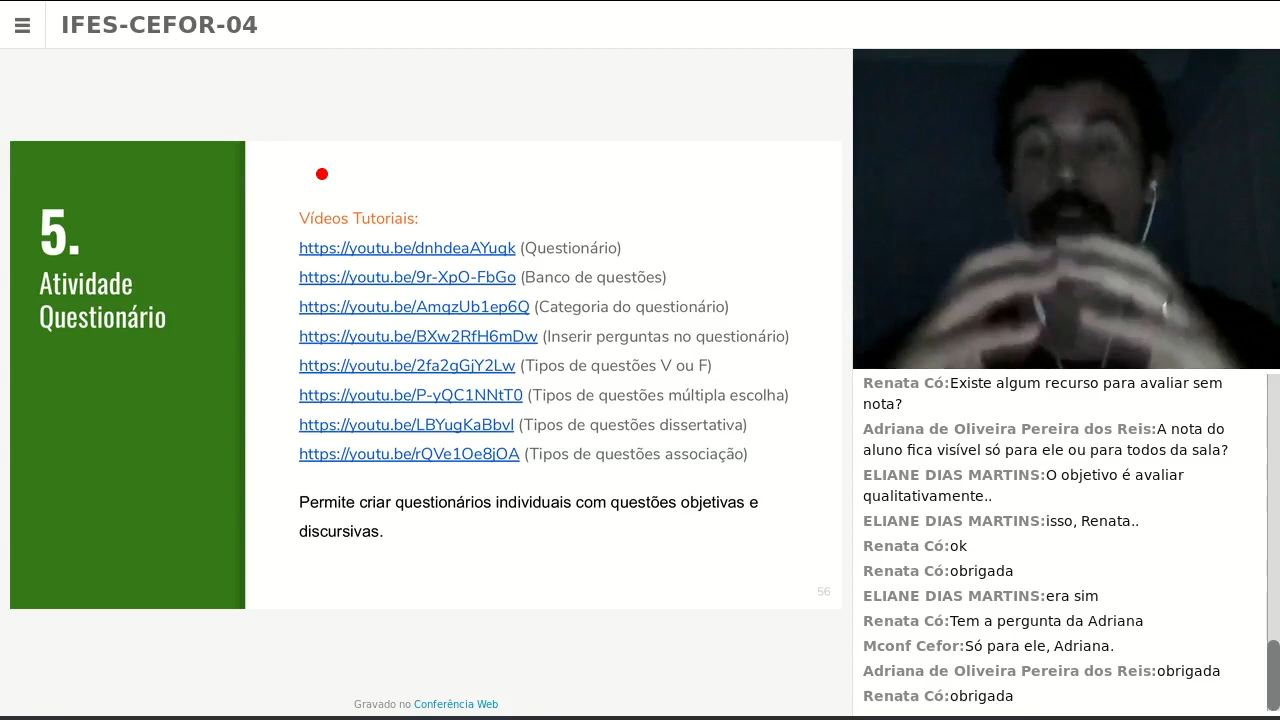 IFES-CEFOR-04
5.
Atividade
Questionário
Vídeos Tutoriais:
https://youtu.be/dnhdeaAYuqk (Questionário)
https://youtu.be/9r-XpO-FbGo (Banco de questões)
https://youtu.be/AmqzUb1ep6Q (Categoria do questionário)
https://youtu.be/BXw2RfH6mDw (Inserir perguntas no questionário)
https://youtu.be/2fa2gGjY2Lw (Tipos de questões V ou F)
https://youtu.be/P-yQC1NNtT0 (Tipos de questões múltipla escolha)
https://youtu.be/LBYugKaBbvI (Tipos de questões dissertativa)
https://youtu.be/rQVe1Oe8jOA (Tipos de questões associação)
Permite criar questionários individuais com questões objetivas e
discursivas.
56
Gravado no Conferência Web
Renata Có:Existe algum recurso para avaliar sem
nota?
Adriana de Oliveira Pereira dos Reis:A nota do
aluno fica visível só para ele ou para todos da sala?
ELIANE DIAS MARTINS:O objetivo é avaliar
qualitativamente..
ELIANE DIAS MARTINS:isso, Renata..
Renata Có:ok
Renata Có:obrigada
ELIANE DIAS MARTINS:era sim
Renata Có:Tem a pergunta da Adriana
Mconf Cefor:Só para ele, Adriana.
Adriana de Oliveira Pereira dos Reis:obrigada
Renata Có:obrigada